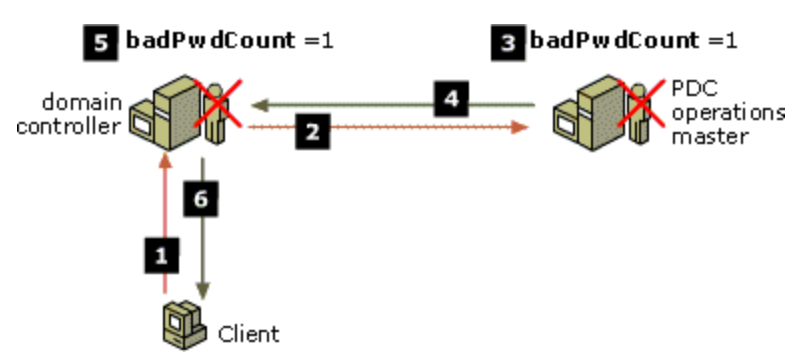 5 badPwdCount =1
3 badPwdCount =1
domain
controller
4
2
PDC
operations
master
6
1
Client